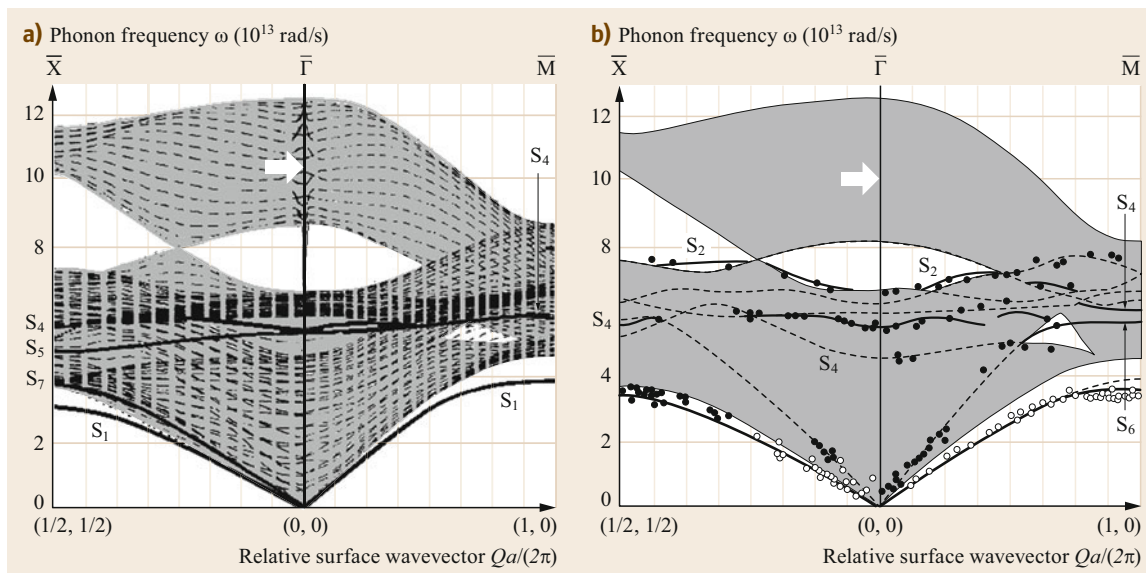 a) Phonon frequency ω (10¹³ rad/s)
X̅ Γ̅ M̅
12
10
8
6
4
2
0
S₄
S₄
S₅
S₇
S₁
S₁
(1/2, 1/2) (0, 0) (1, 0)
Relative surface wavevector Qa/(2π)
b) Phonon frequency ω (10¹³ rad/s)
X̅ Γ̅ M̅
12
10
8
6
4
2
0
S₂
S₂
S₄
S₄
S₄
S₆
(1/2, 1/2) (0, 0) (1, 0)
Relative surface wavevector Qa/(2π)